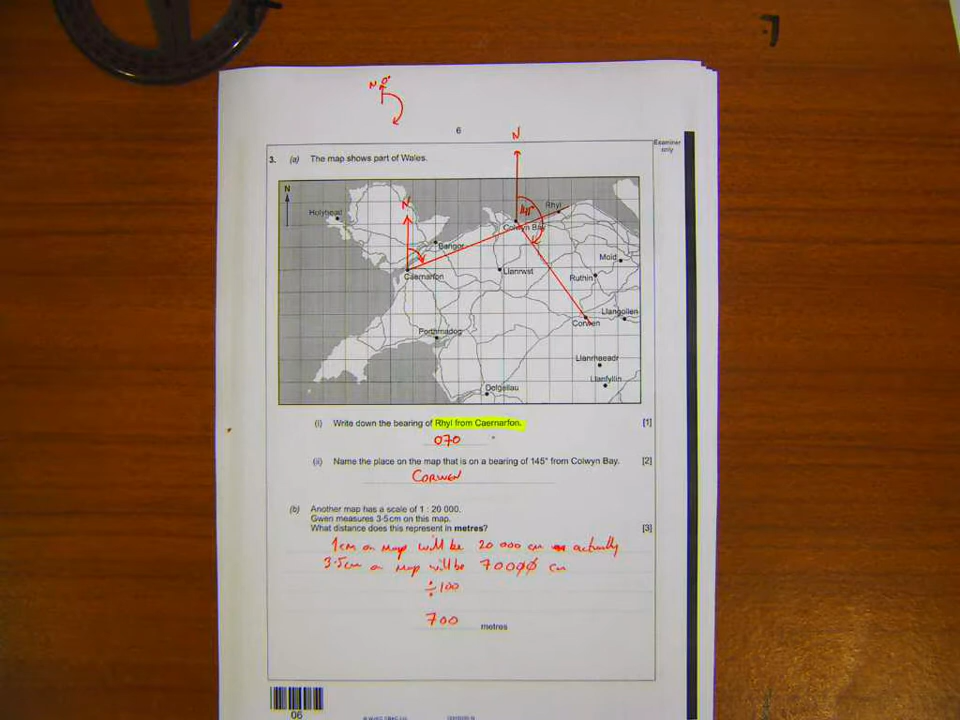 N 0°
6
Examiner only
3. (a) The map shows part of Wales.
N
N
N
Holyhead
Rhyl
145°
Colwyn Bay
Bangor
Caernarfon
Llanrwst
Mold
Ruthin
Llangollen
Corwen
Porthmadog
Llanrhaeadr
Llanfyllin
Dolgellau
(i) Write down the bearing of Rhyl from Caernarfon. [1]
070 °
(ii) Name the place on the map that is on a bearing of 145° from Colwyn Bay. [2]
CORWEN
(b) Another map has a scale of 1 : 20 000.
Gwen measures 3·5cm on this map.
What distance does this represent in metres? [3]
1cm on map will be 20 000 cm actually
3.5cm on map will be 70000 cm
÷100
700 metres
06